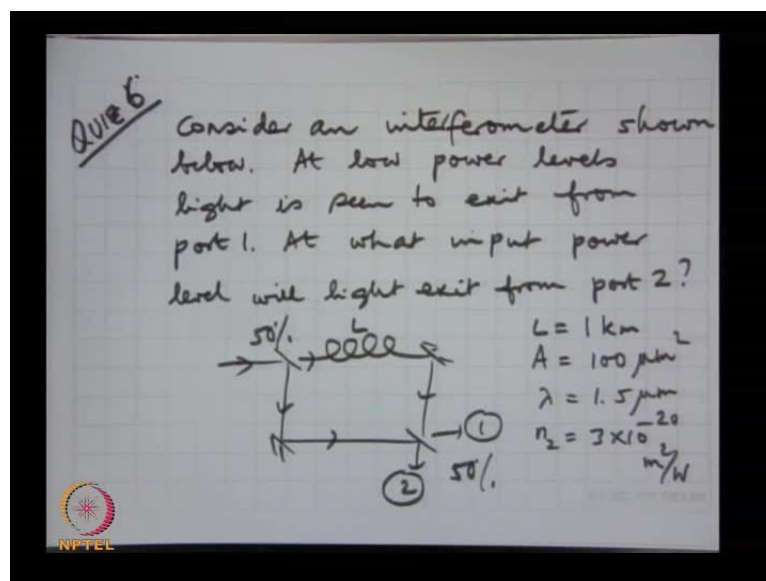 QUIZ 6
Consider an interferometer shown
below. At low power levels
light is seen to exit from
port 1. At what input power
level will light exit from port 2?
50%
L
L = 1 km
A = 100 μm²
λ = 1.5 μm
n₂ = 3 × 10⁻²⁰
m²/W
1
50%
2
NPTEL